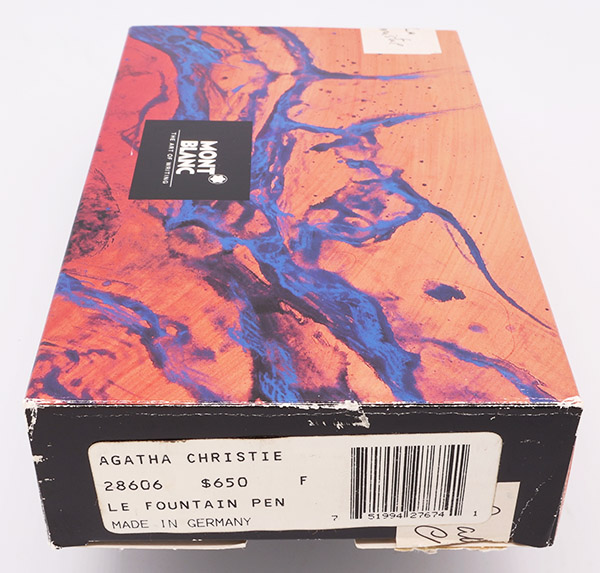 MONT
BLANC
THE ART OF WRITING
AGATHA CHRISTIE
28606 $650 F
LE FOUNTAIN PEN
MADE IN GERMANY
7 51994 27674 1